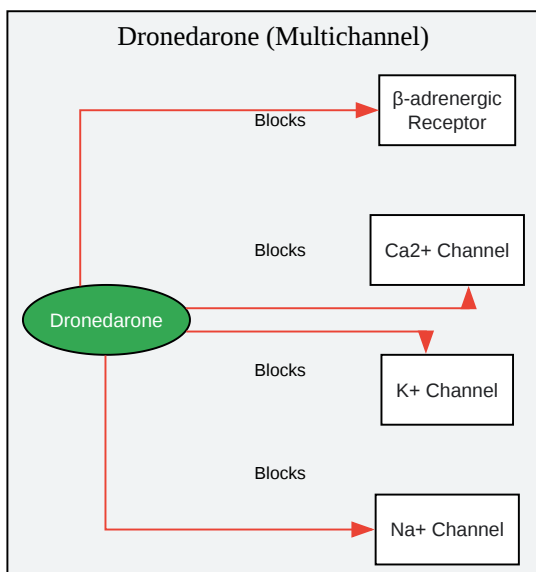 Dronedarone (Multichannel)
β-adrenergic
Receptor
Blocks
Ca2+ Channel
Blocks
Dronedarone
Blocks
K+ Channel
Blocks
Na+ Channel